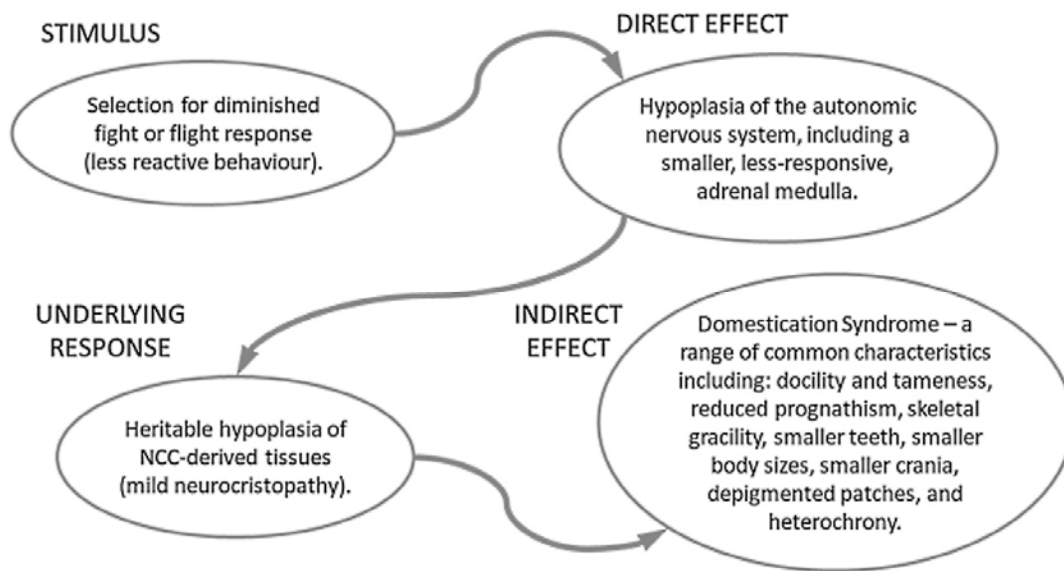 STIMULUS
Selection for diminished
fight or flight response
(less reactive behaviour).
DIRECT EFFECT
Hypoplasia of the autonomic
nervous system, including a
smaller, less-responsive,
adrenal medulla.
UNDERLYING
RESPONSE
Heritable hypoplasia of
NCC-derived tissues
(mild neurocristopathy).
INDIRECT
EFFECT
Domestication Syndrome – a
range of common characteristics
including: docility and tameness,
reduced prognathism, skeletal
gracility, smaller teeth, smaller
body sizes, smaller crania,
depigmented patches, and
heterochrony.